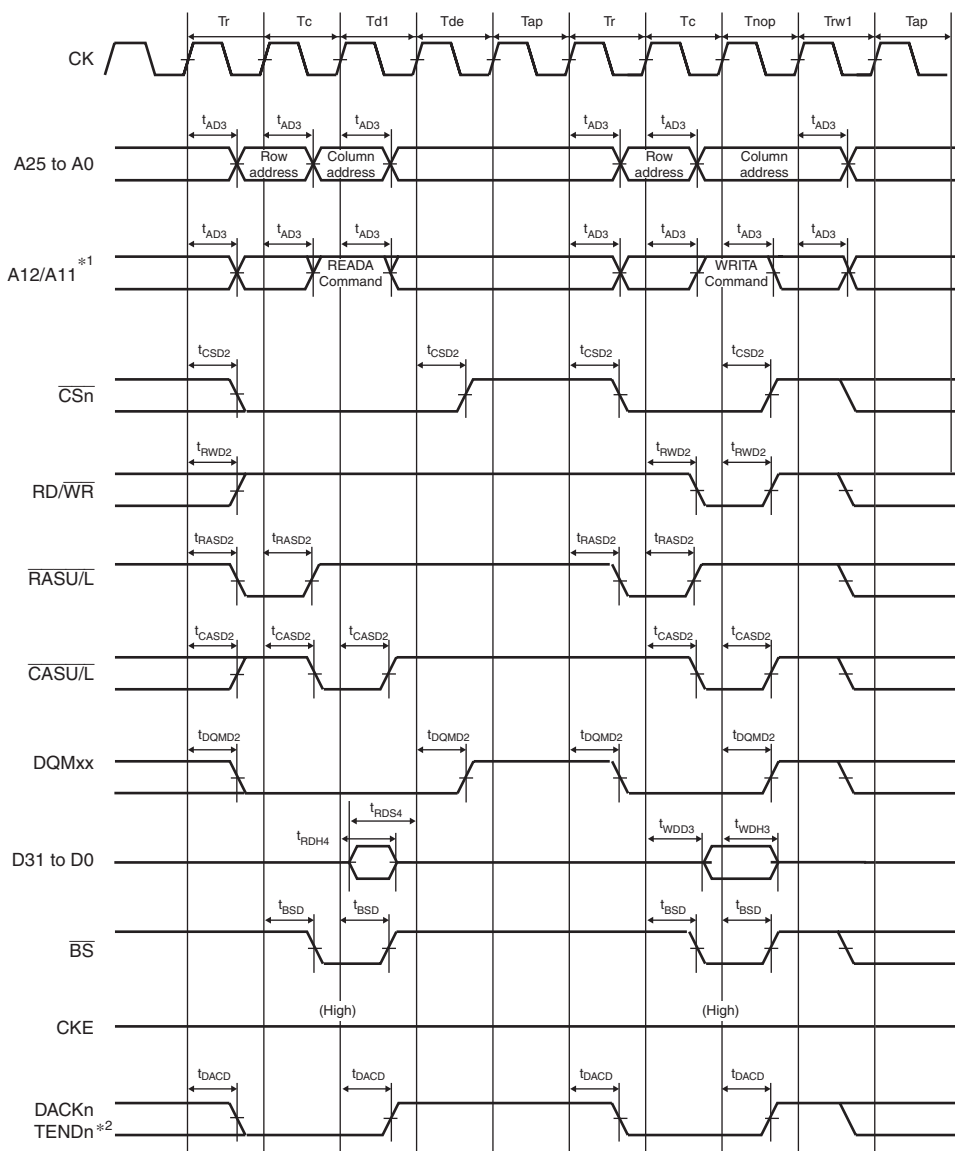 Tr Tc Td1 Tde Tap Tr Tc Tnop Trw1 Tap
CK
tAD3 tAD3 tAD3 tAD3 tAD3 tAD3
A25 to A0
Row address
Column address
Row address
Column address
tAD3 tAD3 tAD3 tAD3 tAD3 tAD3 tAD3
A12/A11*1
READA Command
WRITA Command
tCSD2 tCSD2 tCSD2 tCSD2
CSn
tRWD2 tRWD2 tRWD2
RD/WR
tRASD2 tRASD2 tRASD2 tRASD2
RASU/L
tCASD2 tCASD2 tCASD2 tCASD2 tCASD2
CASU/L
tDQMD2 tDQMD2 tDQMD2 tDQMD2
DQMxx
tRDS4
tRDH4 tWDD3 tWDH3
D31 to D0
tBSD tBSD tBSD tBSD
BS
(High) (High)
CKE
tDACD tDACD tDACD tDACD
DACKn
TENDn*2